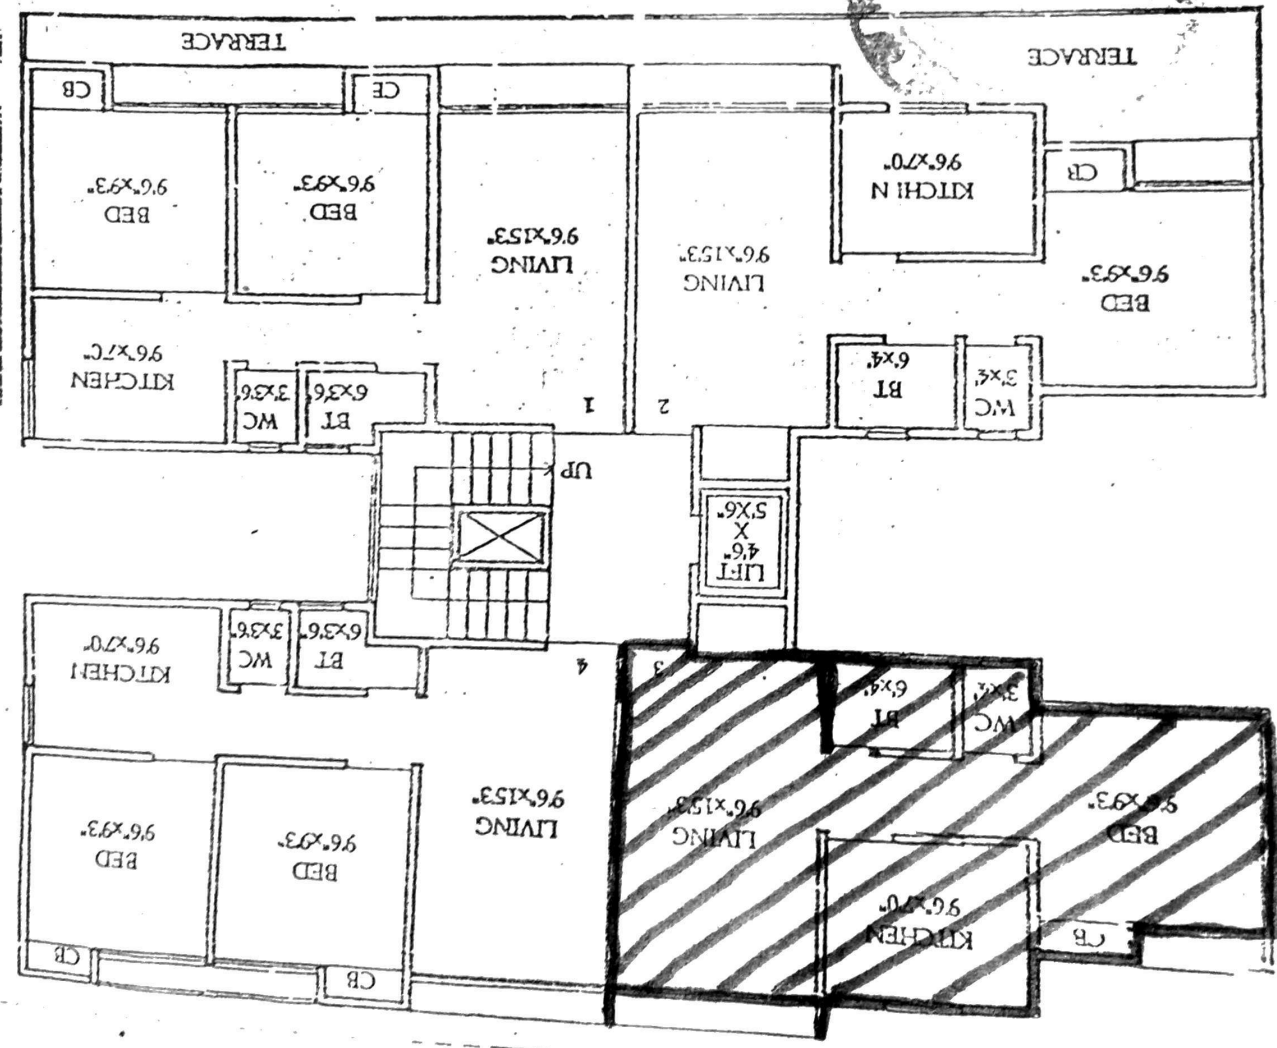 CB
CB
CB
KITCHEN
9'6"x7'0"
BED
9'6"x9'3"
LIVING
9'6"x15'3"
LIVING
9'6"x15'3"
BED
9'6"x9'3"
BED
9'6"x9'3"
WC
3'x4'
BT
6'x4'
3
4
BT
6'x3'6"
WC
3'x3'6"
KITCHEN
9'6"x7'0"
LIFT
4'6"
X
5'X6"
UP
WC
3'x4'
BT
6'x4'
2
1
BT
6'x3'6"
WC
3'x3'6"
KITCHEN
9'6"x7'0"
BED
9'6"x9'3"
LIVING
9'6"x15'3"
LIVING
9'6"x15'3"
KITCHEN
9'6"x7'0"
BED
9'6"x9'3"
BED
9'6"x9'3"
CB
CB
CB
TERRACE
TERRACE